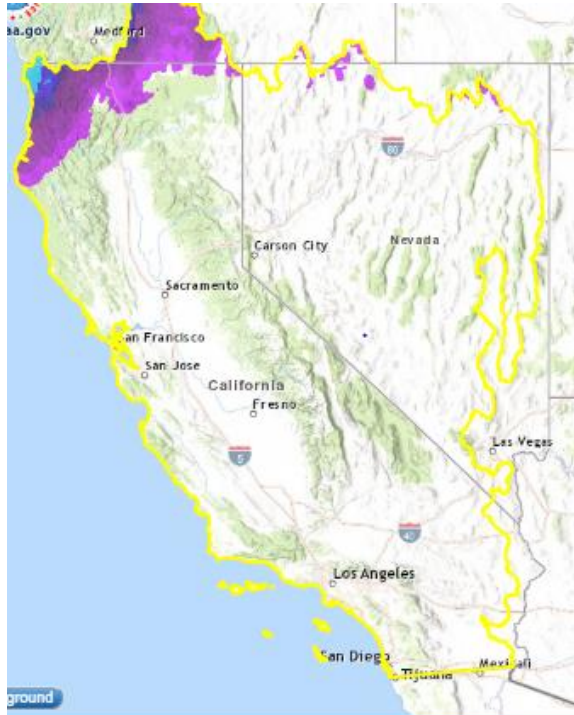 aa.gov
Medford
80
Carson City
Nevada
Sacramento
San Francisco
San Jose
California
Fresno
5
Las Vegas
40
Los Angeles
San Diego
Tijuana
Mexicali
ground